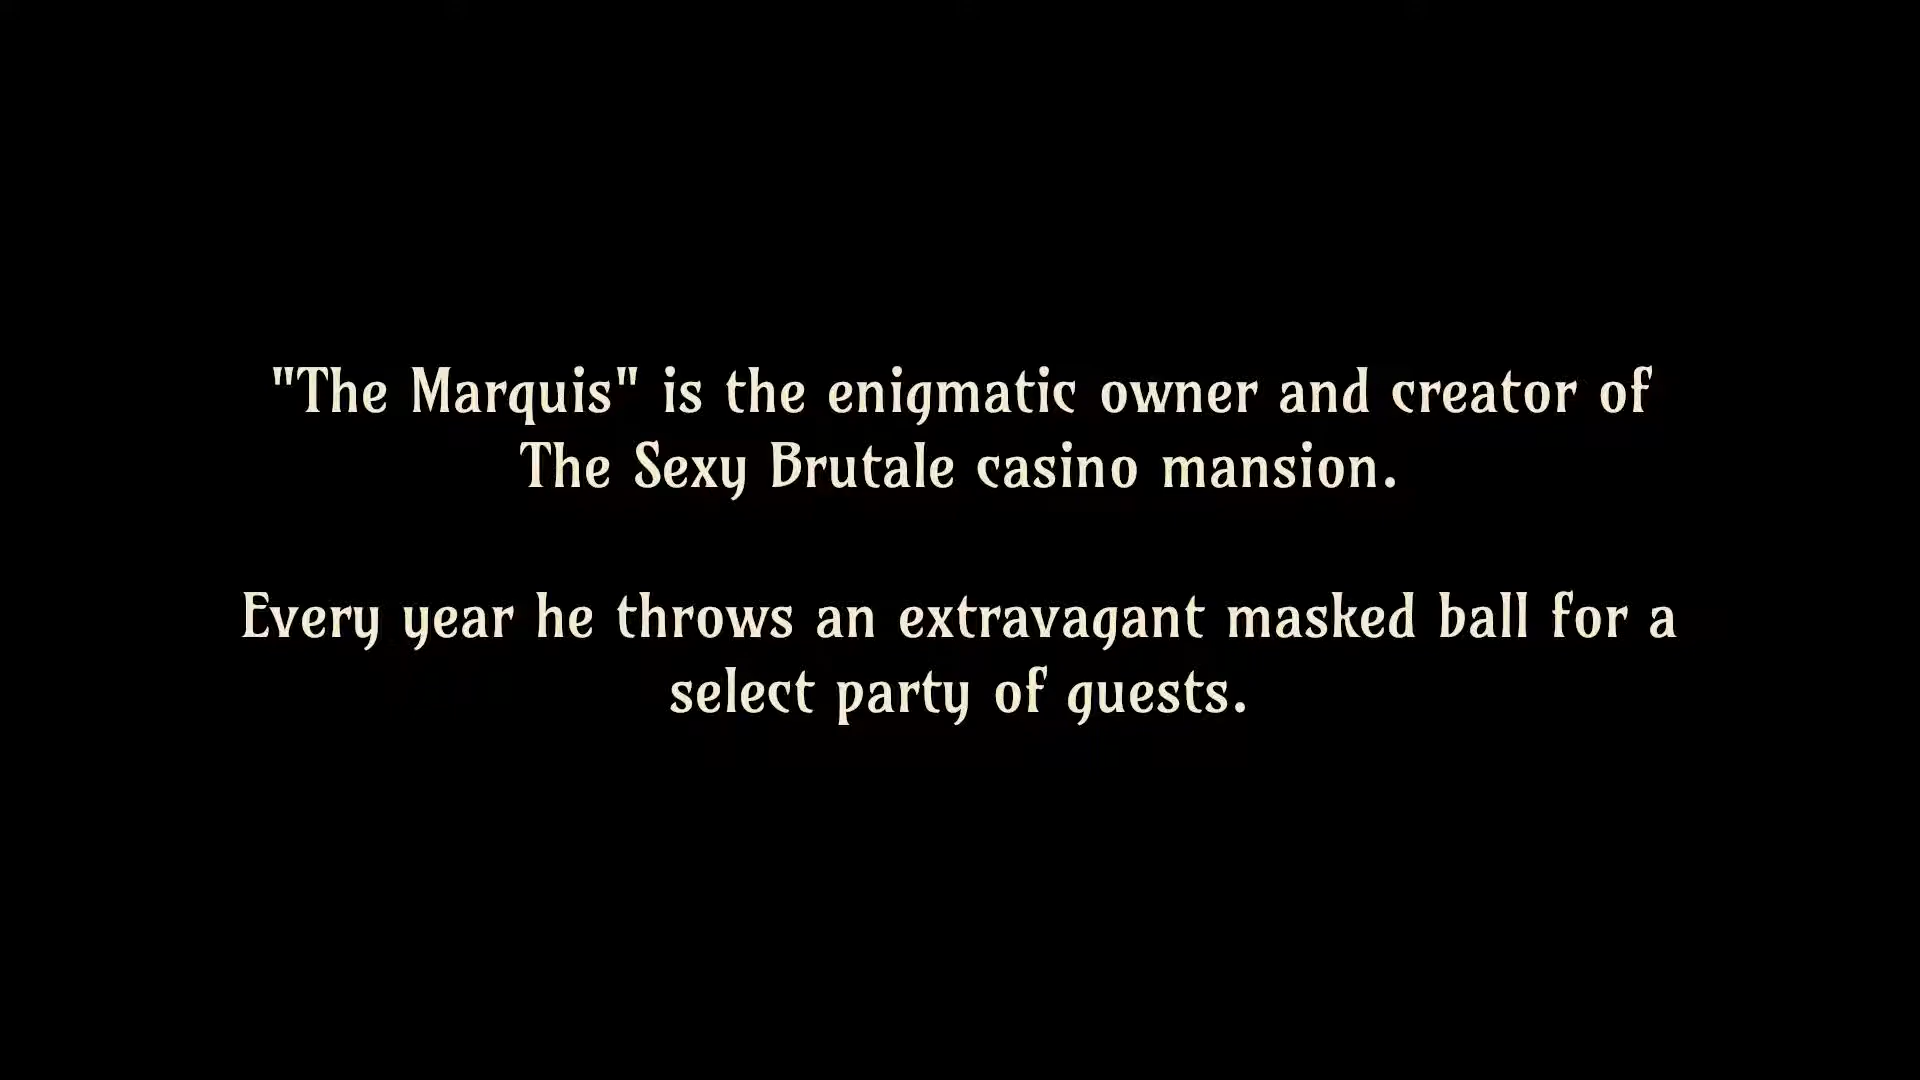 "The Marquis" is the enigmatic owner and creator of
The Sexy Brutale casino mansion.
Every year he throws an extravagant masked ball for a
select party of guests.